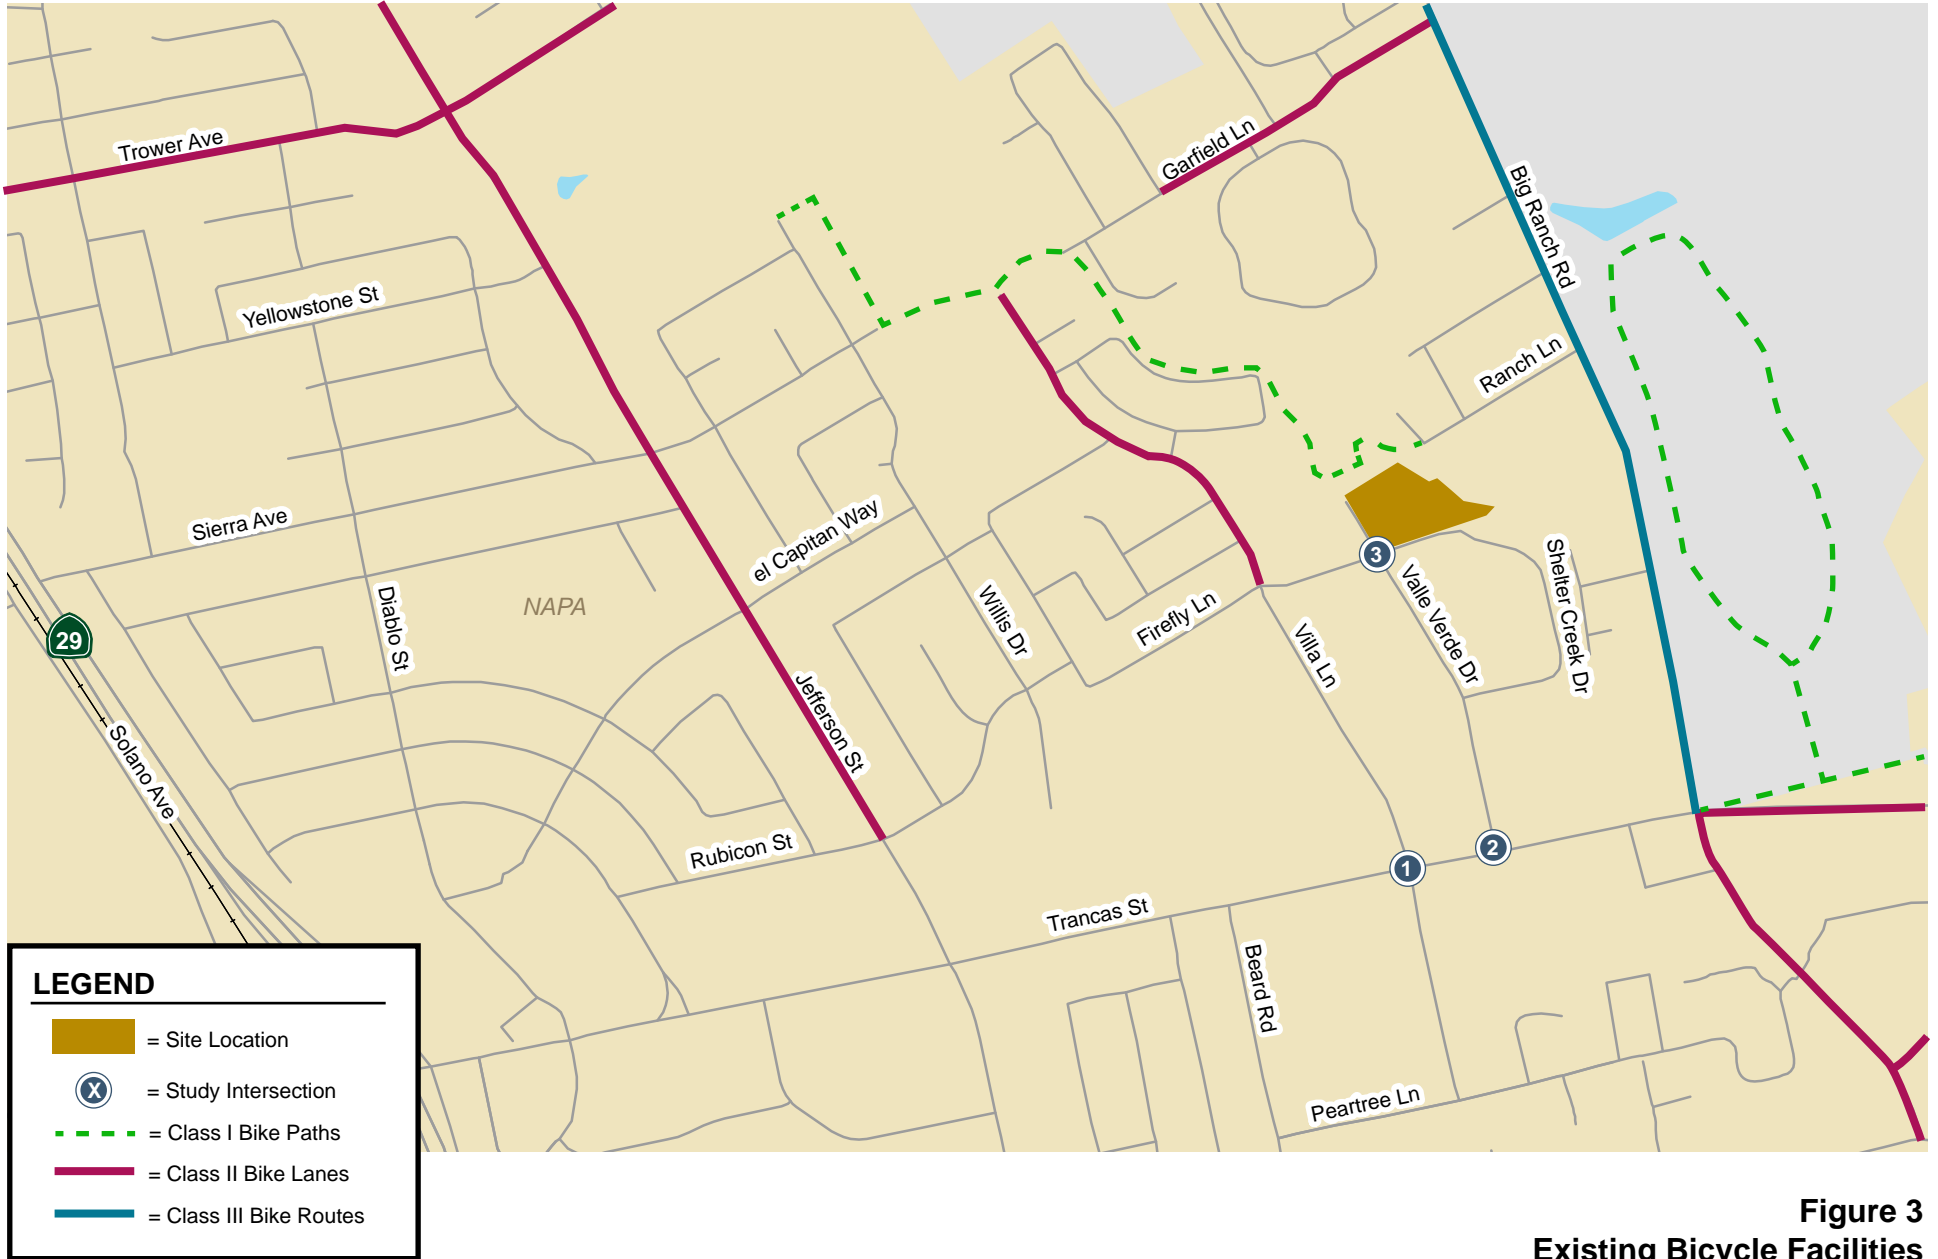 Trower Ave
Garfield Ln
Big Ranch Rd
Yellowstone St
Ranch Ln
Sierra Ave
el Capitan Way
Diablo St
NAPA
Willis Dr
Firefly Ln
3
Valle Verde Dr
Shelter Creek Dr
Villa Ln
29
Solano Ave
Jefferson St
Rubicon St
2
1
Trancas St
Beard Rd
Peartree Ln
LEGEND
= Site Location
X = Study Intersection
= Class I Bike Paths
= Class II Bike Lanes
= Class III Bike Routes
Figure 3
Existing Bicycle Facilities